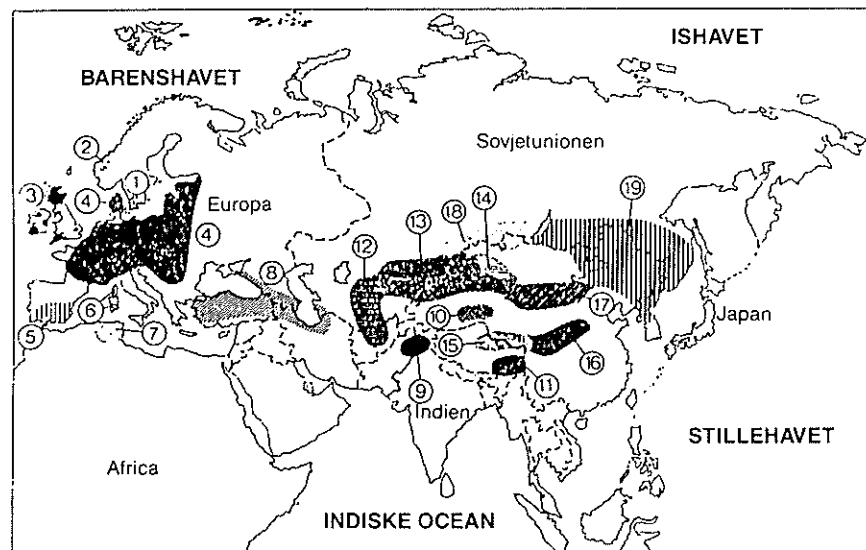 ISHAVET
BARENSHAVET
Sovjetunionen
2
1
3
4
Europa
19
13
18
14
4
12
8
10
17
Japan
6
5
7
15
16
9
11
Indien
STILLEHAVET
Africa
INDISKE OCEAN